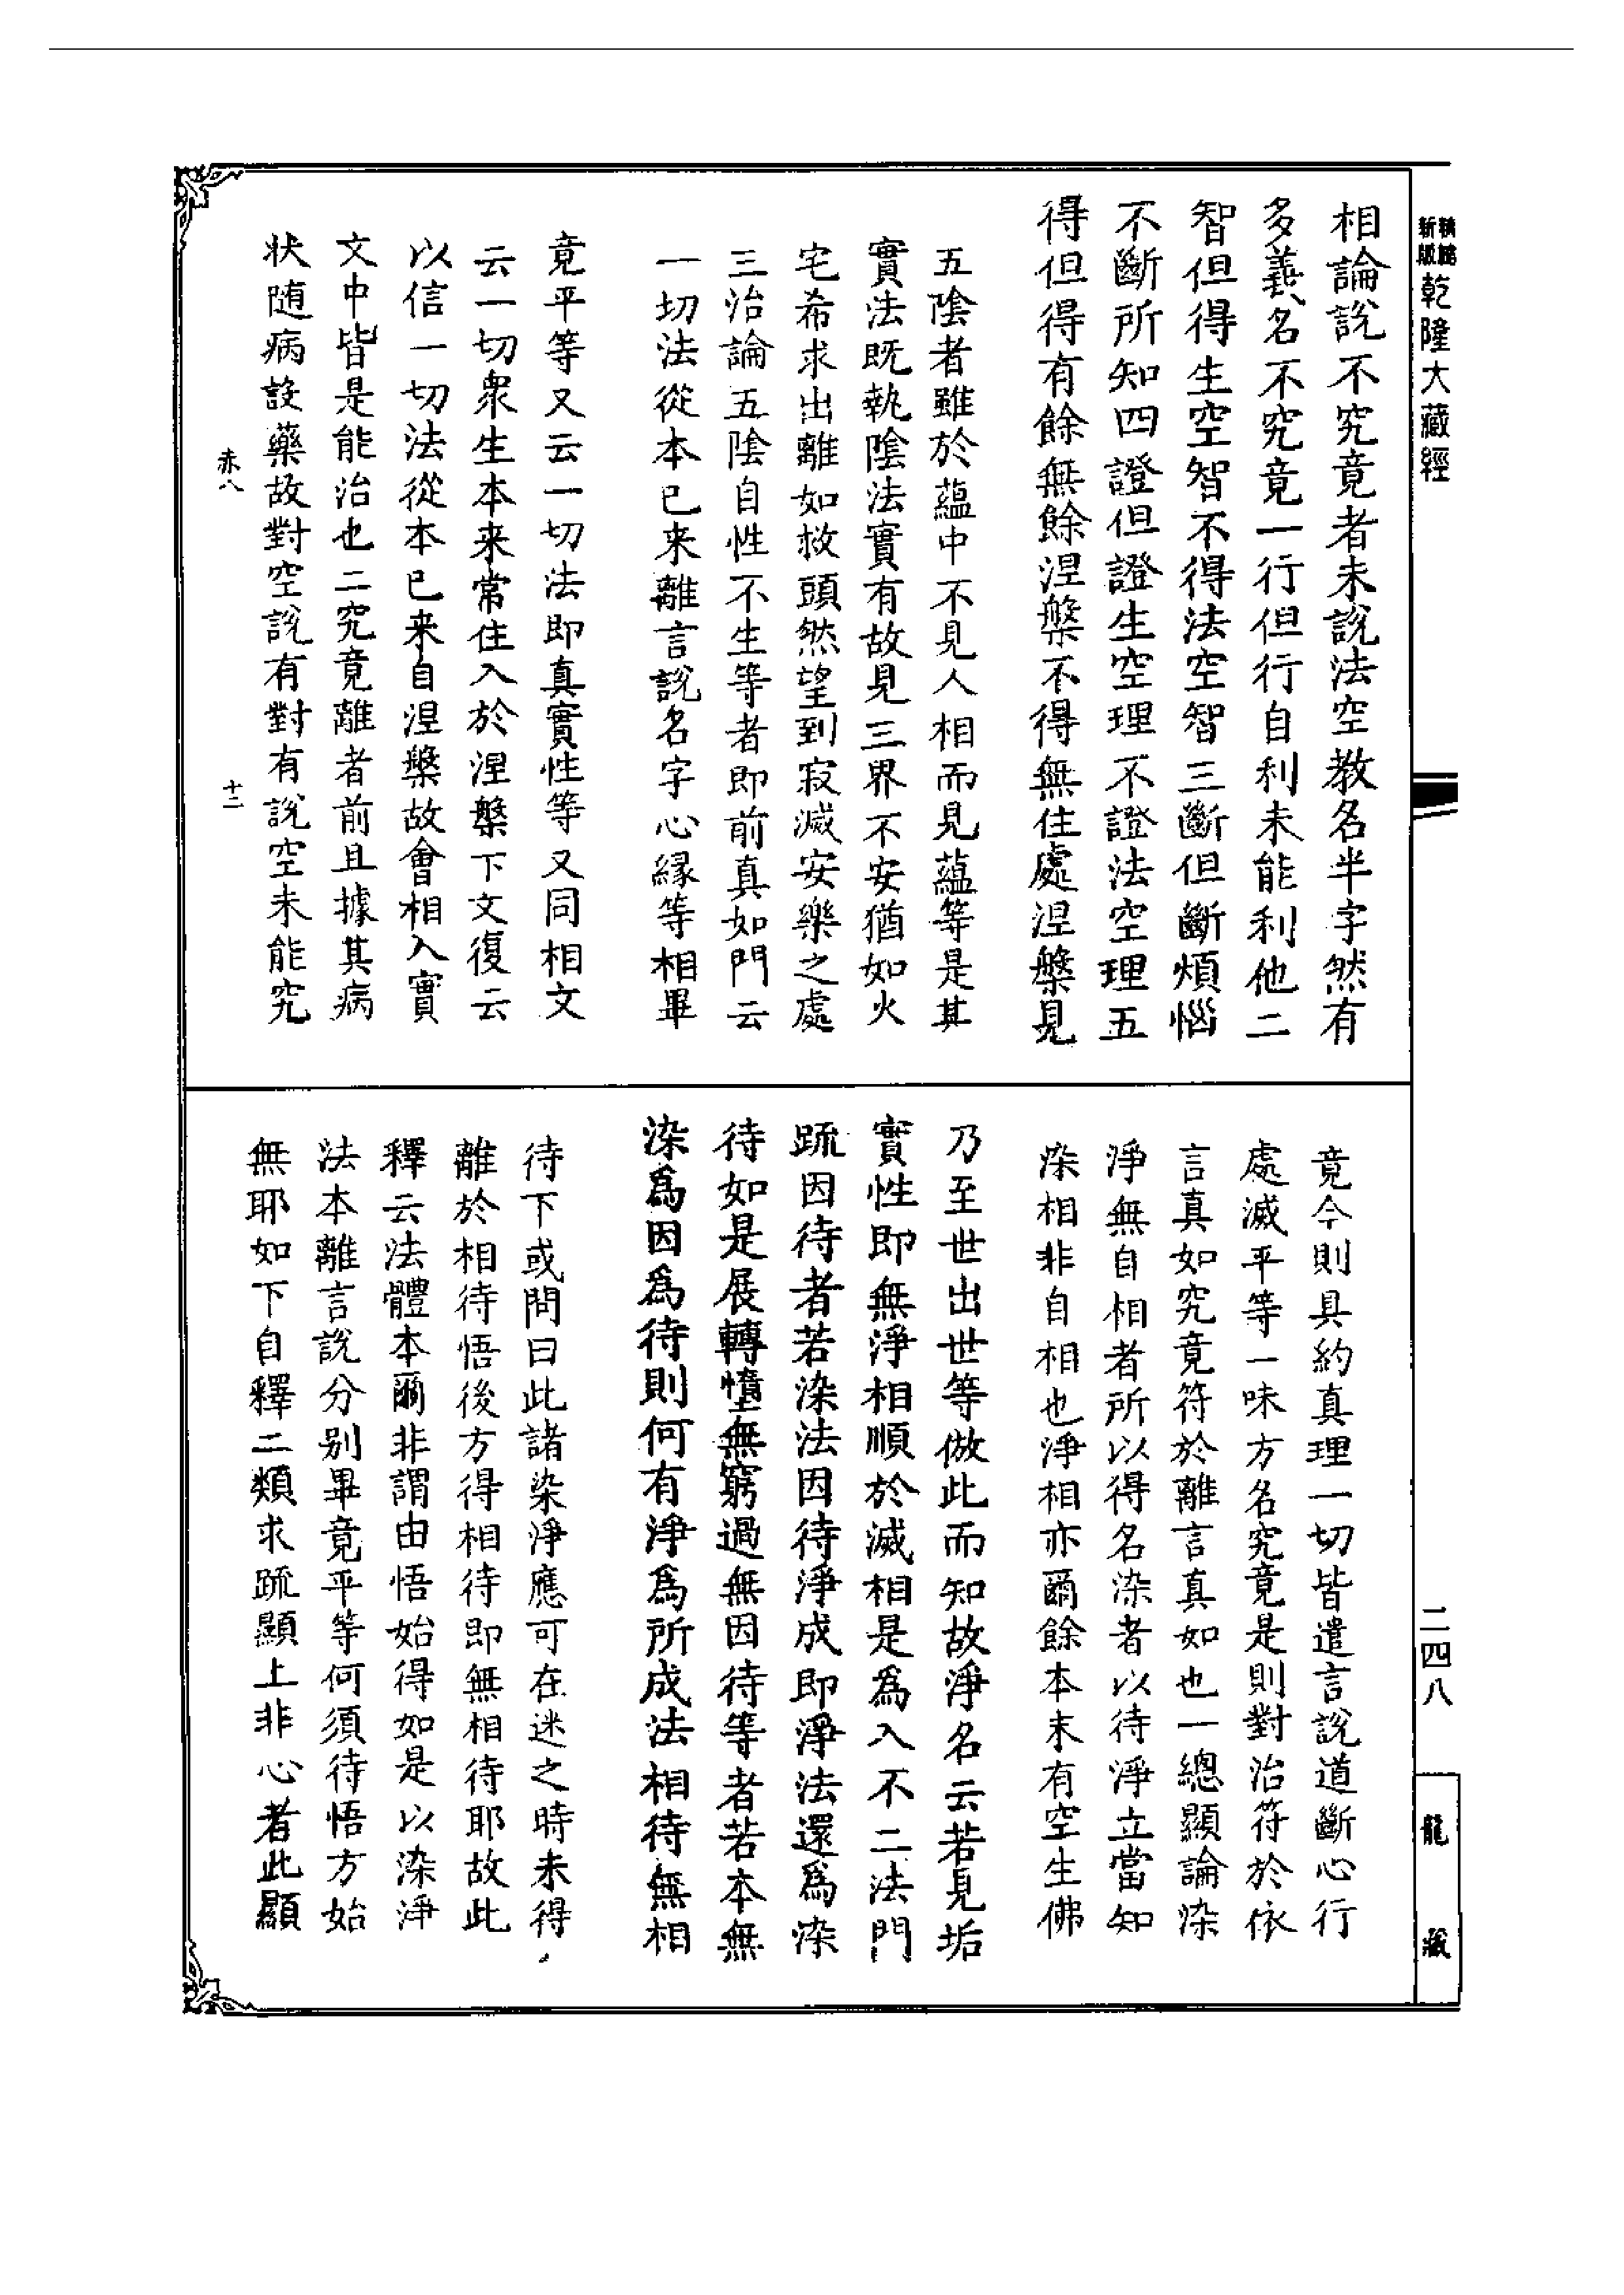 新版
精縮
乾隆大藏經
相論說不究竟者未說法空教名半字然有
多義名不究竟一行但行自利未能利他二
智但得生空智不得法空智三斷但斷煩惱
不斷所知四證但證生空理不證法空理五
得但得有餘無餘涅槃不得無住處涅槃見
五陰者雖於蘊中不見人相而見蘊等是其
實法既執陰法實有故見三界不安猶如火
宅希求出離如救頭然望到寂滅安樂之處
三治論五陰自性不生等者即前真如門云
一切法從本已来離言說名字心縁等相畢
竟平等又云一切法即真實性等又同相文
云一切衆生本来常住入於涅槃下文復云
以信一切法從本已来自涅槃故會相入實
文中皆是能治也二究竟離者前且據其病
状随病設藥故對空說有對有說空未能究
赤八
十二
竟今則具約真理一切皆遣言說道斷心行
處滅平等一味方名究竟是則對治符於依
言真如究竟符於離言真如也一總顯論染
淨無自相者所以得名染者以待淨立當知
染相非自相也淨相亦爾餘本末有空生佛
乃至世出世等倣此而知故淨名云若見垢
實性即無淨相順於滅相是為入不二法門
䟽因待者若染法因待淨成即淨法還為染
待如是展轉墮無窮過無因待等者若本無
染爲因爲待則何有淨爲所成法相待無相
待下或問曰此諸染淨應可在迷之時未得
離於相待悟後方得相待即無相待耶故此
釋云法體本爾非謂由悟始得如是以染淨
法本離言說分别畢竟平等何須待悟方始
無耶如下自釋二類求䟽顯上非心者此顯
二四八
龍藏